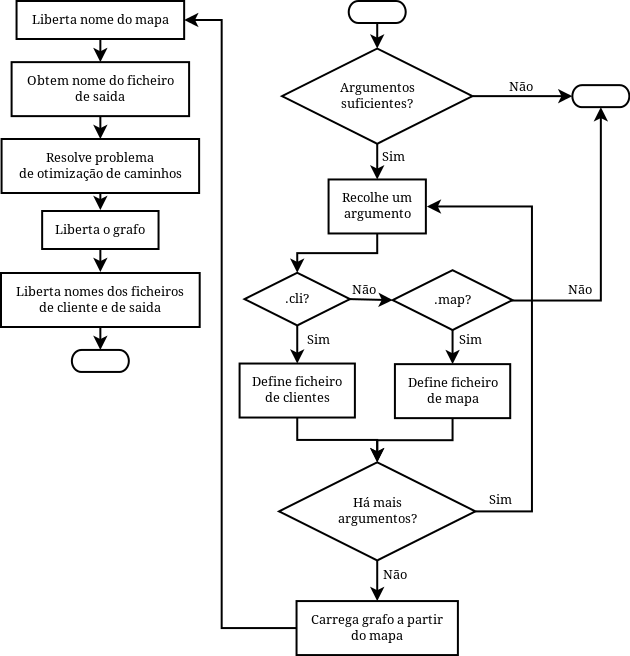 Liberta nome do mapa
Obtem nome do ficheiro
de saida
Resolve problema
de otimização de caminhos
Liberta o grafo
Liberta nomes dos ficheiros
de cliente e de saida
Argumentos
suficientes?
Não
Sim
Recolhe um
argumento
.cli?
Não
.map?
Não
Sim
Sim
Define ficheiro
de clientes
Define ficheiro
de mapa
Há mais
argumentos?
Sim
Não
Carrega grafo a partir
do mapa